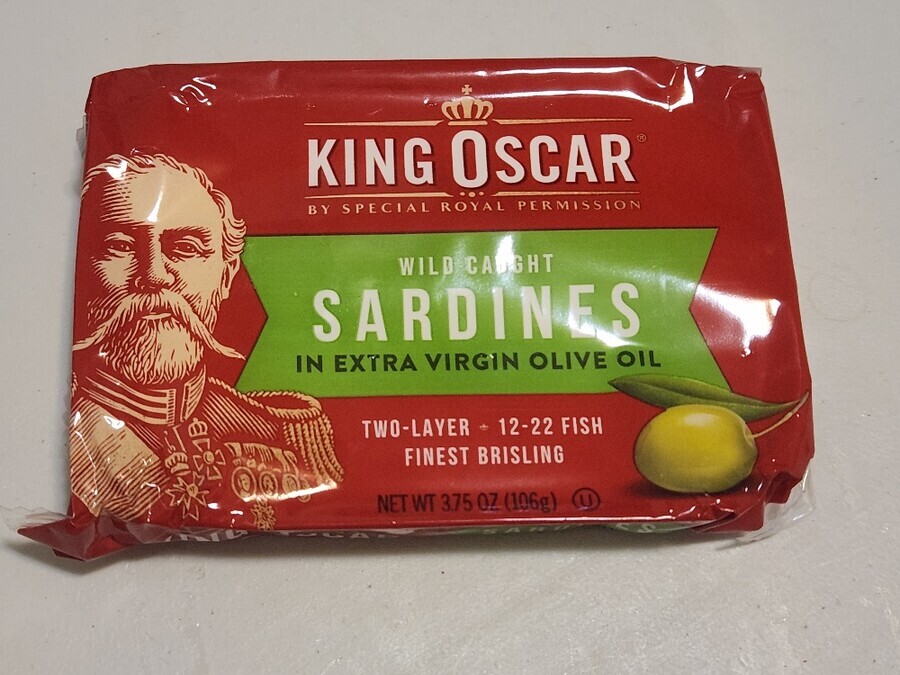 KING OSCAR®
BY SPECIAL ROYAL PERMISSION
WILD CAUGHT
SARDINES
IN EXTRA VIRGIN OLIVE OIL
TWO-LAYER + 12-22 FISH
FINEST BRISLING
NET WT 3.75 OZ (106g) U